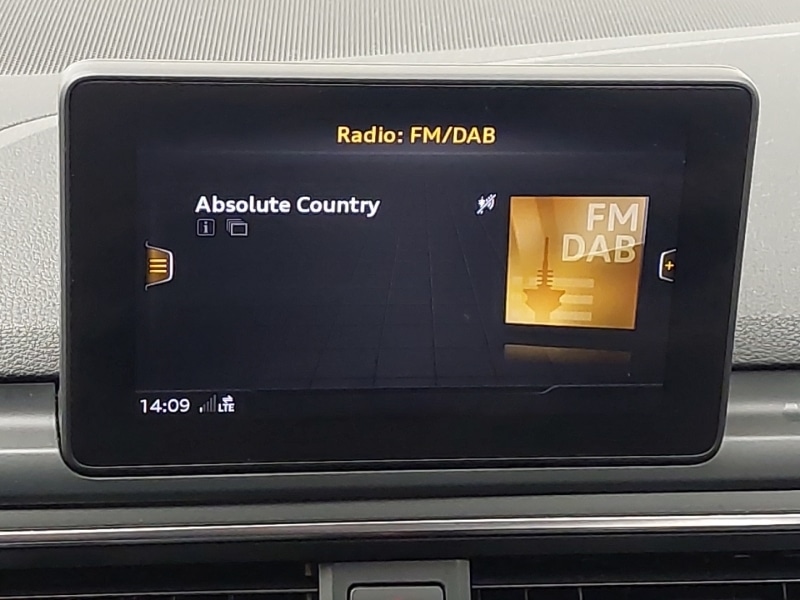 Radio: FM/DAB
Absolute Country
FM
DAB
14:09
LTE